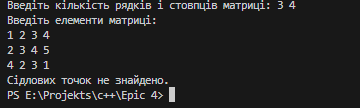 Введіть кількість рядків і стовпців матриці: 3 4
Введіть елементи матриці:
1 2 3 4
2 3 4 5
4 2 3 1
Сідлових точок не знайдено.
PS E:\Projekts\c++\Epic 4>